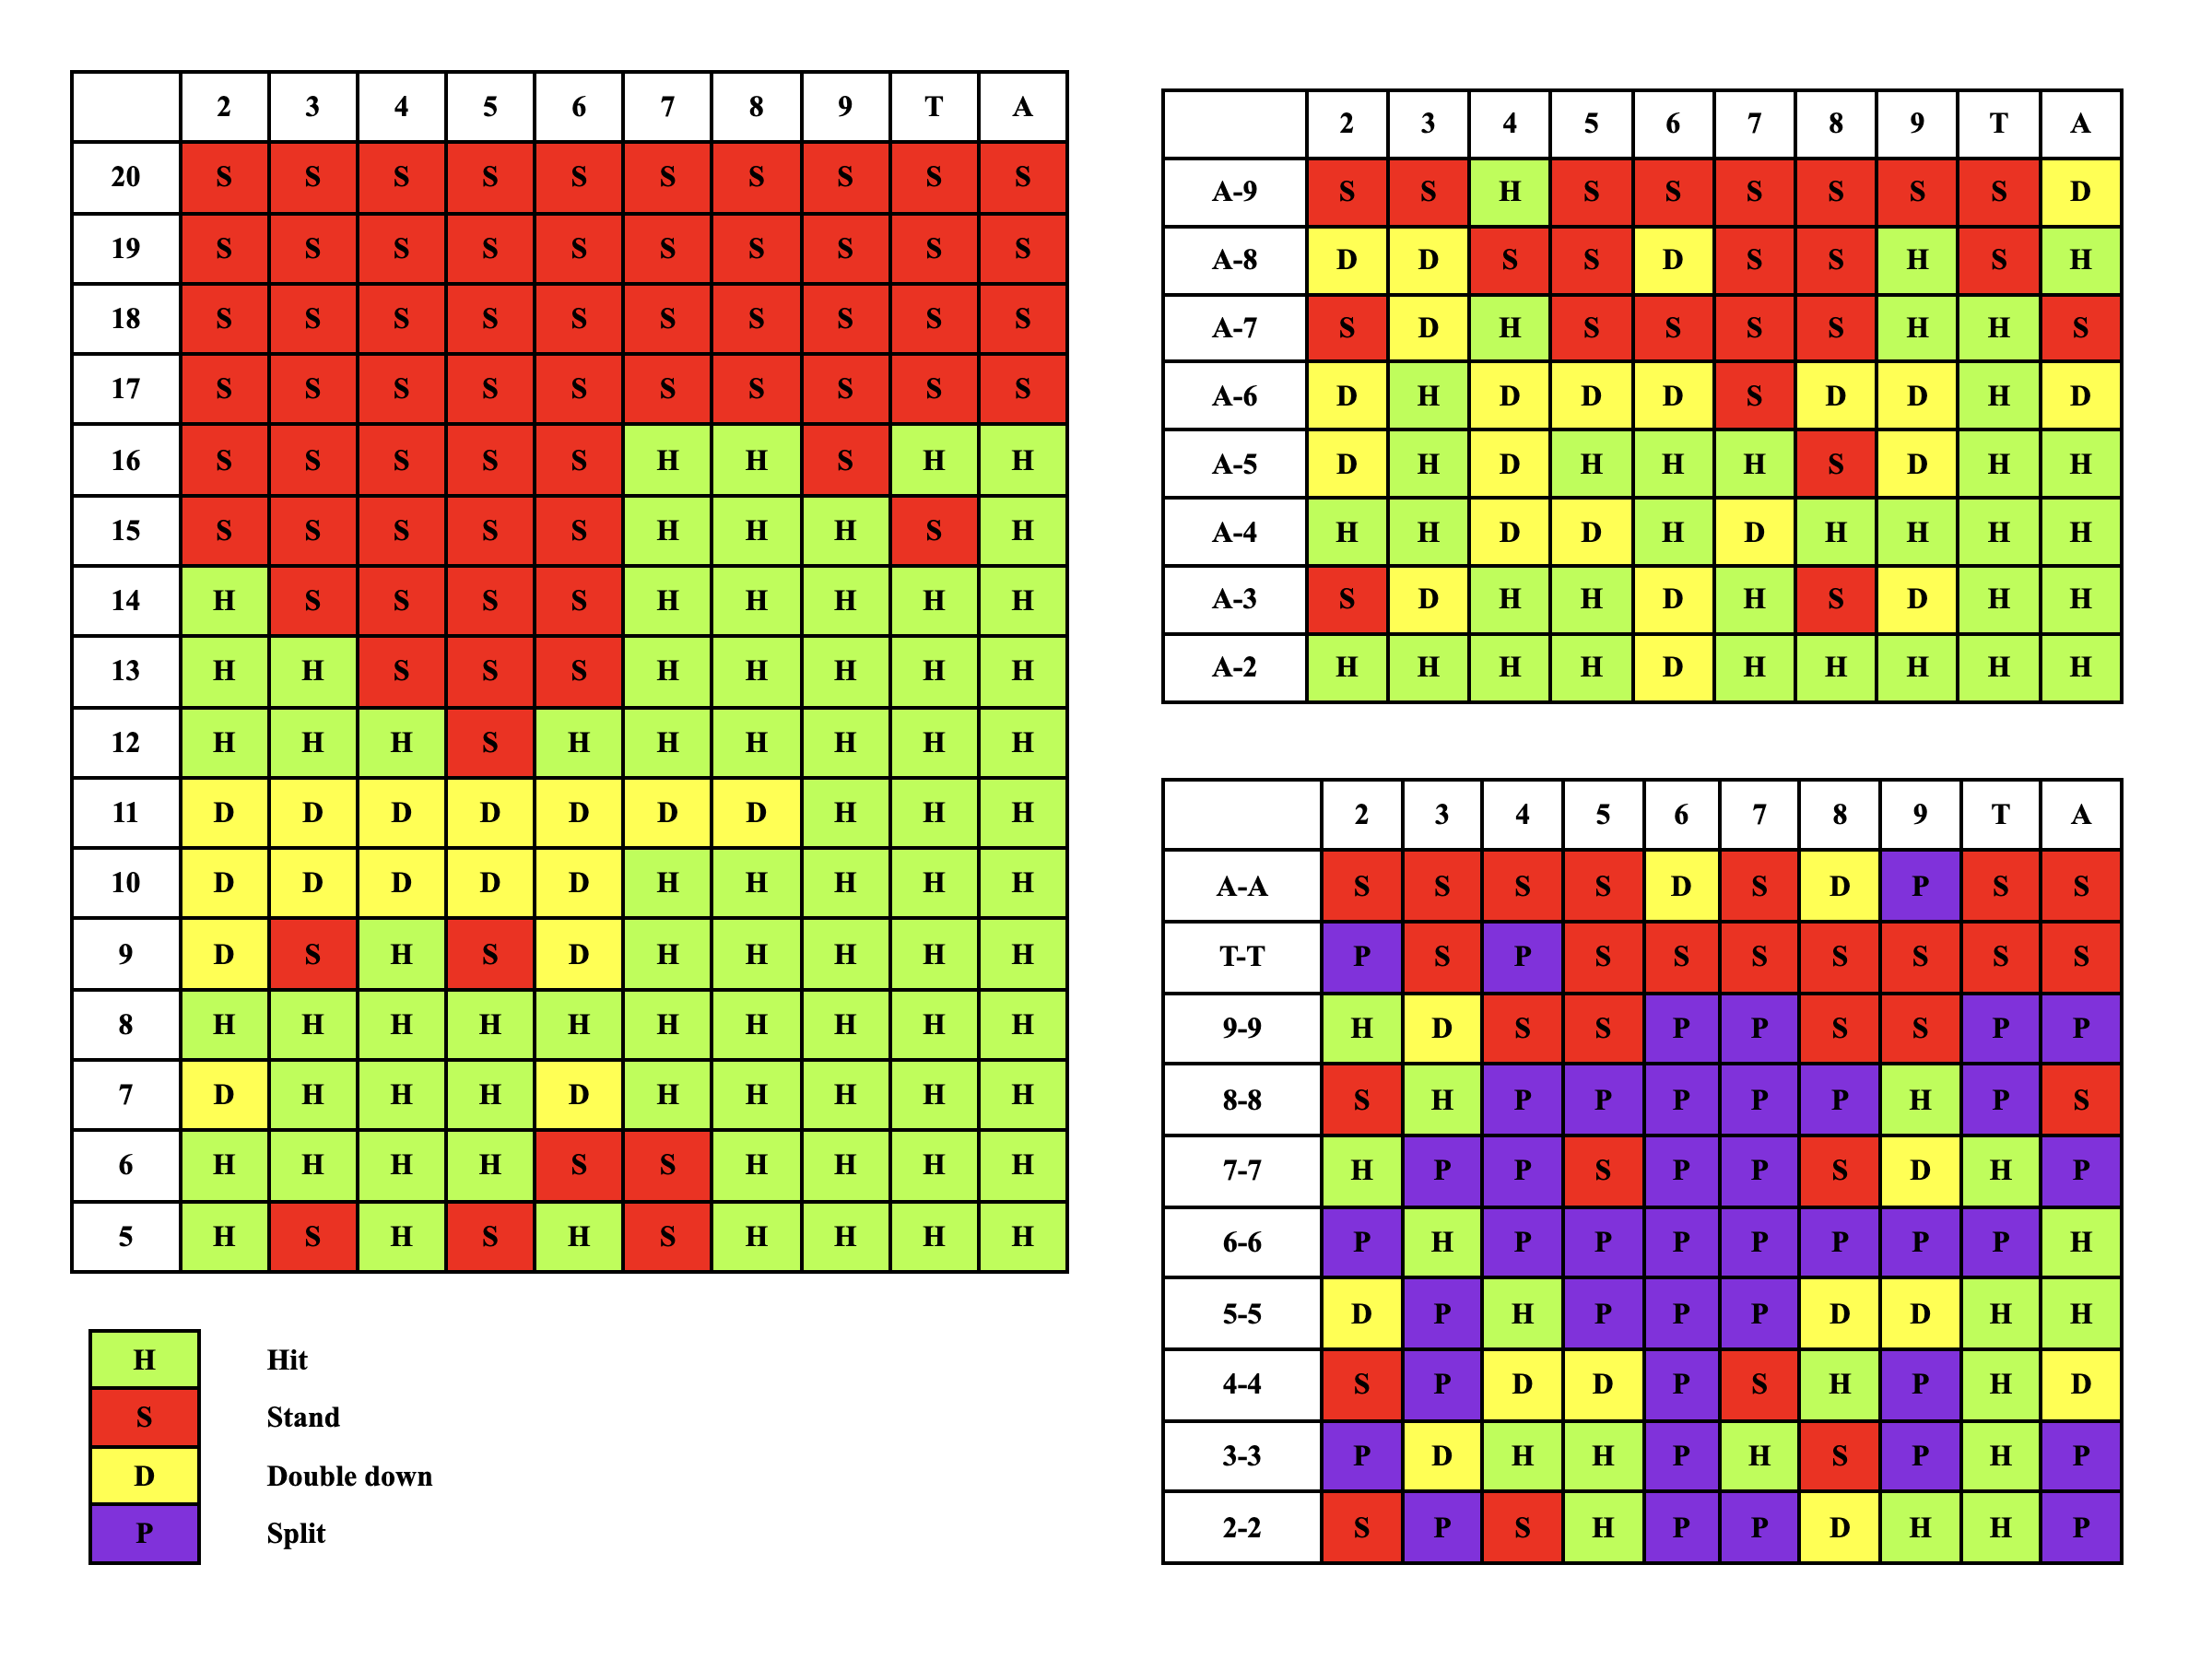 2 3 4 5 6 7 8 9 T A
20 S S S S S S S S S S
19 S S S S S S S S S S
18 S S S S S S S S S S
17 S S S S S S S S S S
16 S S S S S H H S H H
15 S S S S S H H H S H
14 H S S S S H H H H H
13 H H S S S H H H H H
12 H H H S H H H H H H
11 D D D D D D D H H H
10 D D D D D H H H H H
9 D S H S D H H H H H
8 H H H H H H H H H H
7 D H H H D H H H H H
6 H H H H S S H H H H
5 H S H S H S H H H H
H Hit
S Stand
D Double down
P Split
2 3 4 5 6 7 8 9 T A
A-9 S S H S S S S S S D
A-8 D D S S D S S H S H
A-7 S D H S S S S H H S
A-6 D H D D D S D D H D
A-5 D H D H H H S D H H
A-4 H H D D H D H H H H
A-3 S D H H D H S D H H
A-2 H H H H D H H H H H
2 3 4 5 6 7 8 9 T A
A-A S S S S D S D P S S
T-T P S P S S S S S S S
9-9 H D S S P P S S P P
8-8 S H P P P P P H P S
7-7 H P P S P P S D H P
6-6 P H P P P P P P P H
5-5 D P H P P P D D H H
4-4 S P D D P S H P H D
3-3 P D H H P H S P H P
2-2 S P S H P P D H H P